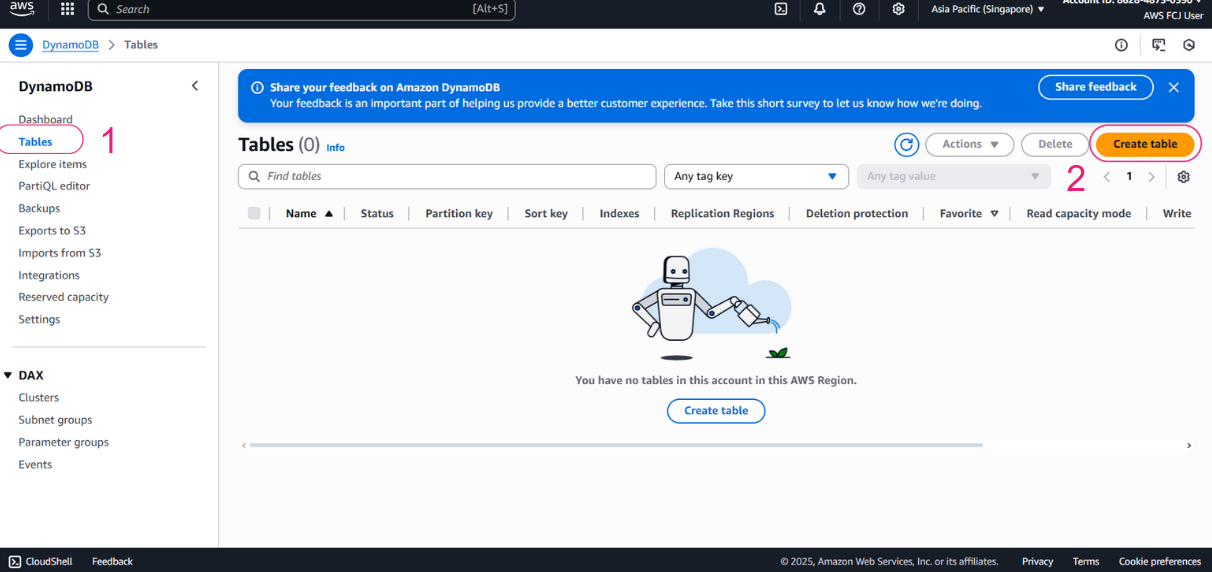 aws
Search [Alt+S]
Asia Pacific (Singapore)
AWS FCJ User
DynamoDB > Tables
DynamoDB
Dashboard
Tables
1
Explore items
PartiQL editor
Backups
Exports to S3
Imports from S3
Integrations
Reserved capacity
Settings
DAX
Clusters
Subnet groups
Parameter groups
Events
Share your feedback on Amazon DynamoDB
Your feedback is an important part of helping us provide a better customer experience. Take this short survey to let us know how we're doing.
Share feedback
Tables (0) Info
Actions
Delete
Create table
2
Find tables
Any tag key
Any tag value
1
Name Status Partition key Sort key Indexes Replication Regions Deletion protection Favorite Read capacity mode Write
You have no tables in this account in this AWS Region.
Create table
CloudShell Feedback
© 2025, Amazon Web Services, Inc. or its affiliates. Privacy Terms Cookie preferences